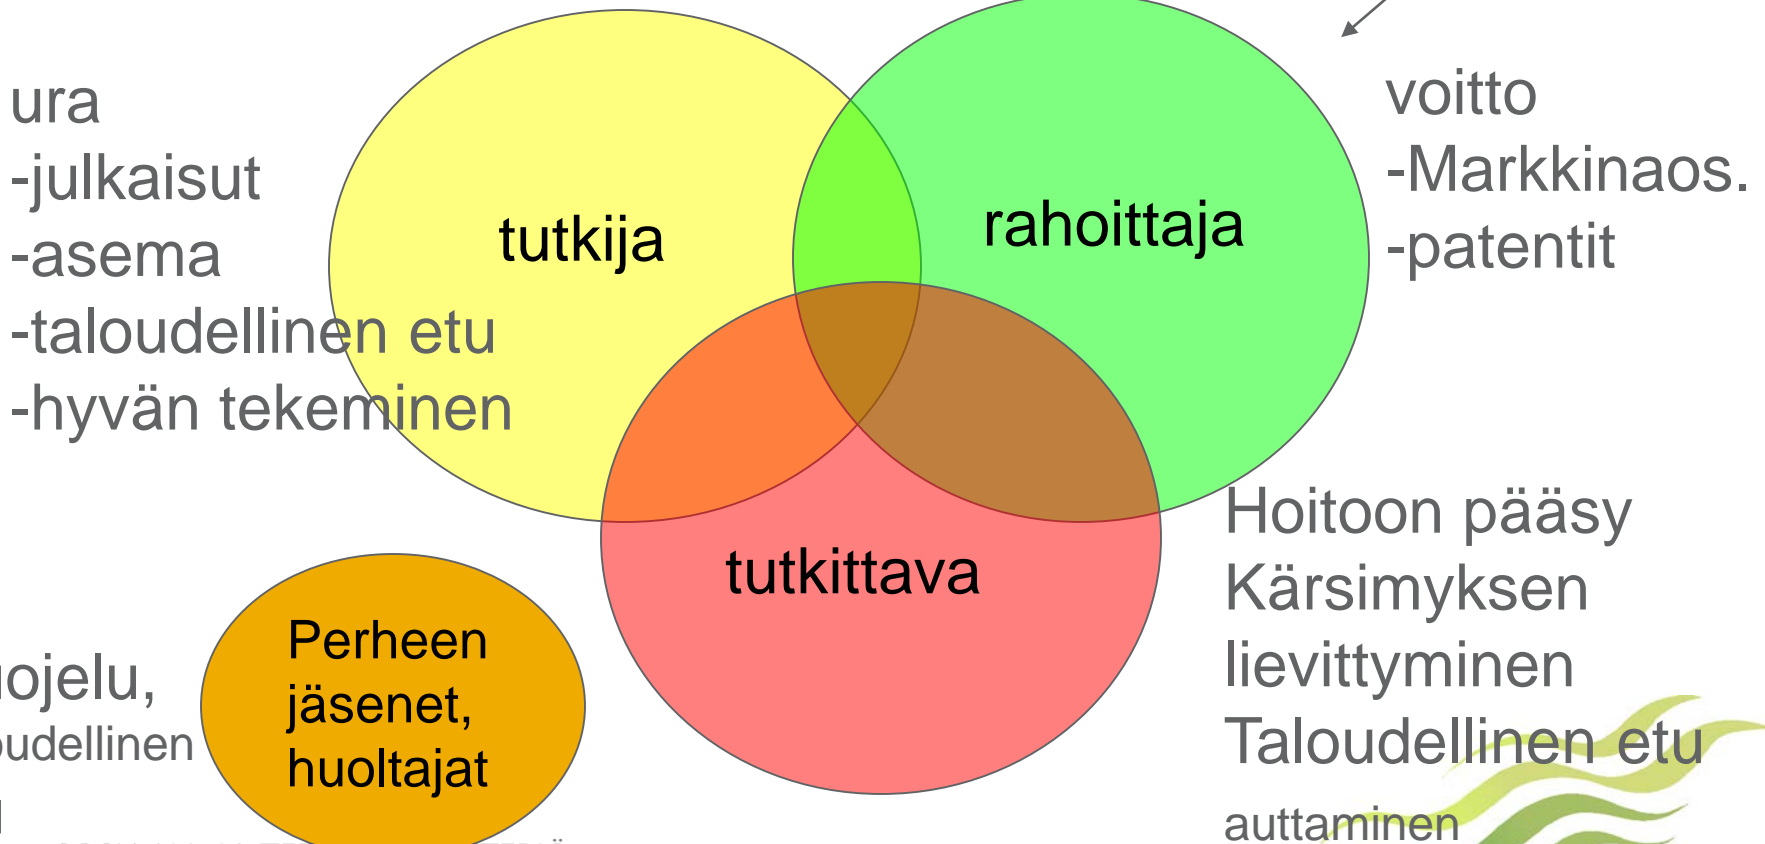 ura
-julkaisut
-asema
-taloudellinen etu
-hyvän tekeminen
tutkija
rahoittaja
voitto
-Markkinaos.
-patentit
tutkittava
Hoitoon pääsy
Kärsimyksen
lievittyminen
Taloudellinen etu
auttaminen
Perheen
jäsenet,
huoltajat